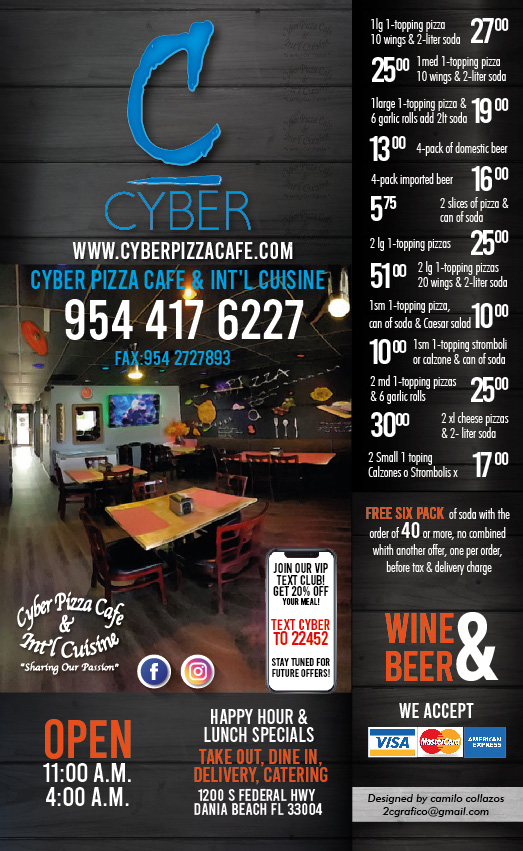 C
CYBER
WWW.CYBERPIZZACAFE.COM
CYBER PIZZA CAFE & INT'L CUISINE
954 417 6227
FAX:954 2727893
Pizza
JOIN OUR VIP
TEXT CLUB!
GET 20% OFF
YOUR MEAL!
TEXT CYBER
TO 22452
STAY TUNED FOR
FUTURE OFFERS!
Cyber Pizza Cafe
&
Int'l Cuisine
"Sharing Our Passion"
f
OPEN
11:00 A.M.
4:00 A.M.
HAPPY HOUR &
LUNCH SPECIALS
TAKE OUT, DINE IN,
DELIVERY, CATERING
1200 S FEDERAL HWY
DANIA BEACH FL 33004
1lg 1-topping pizza
10 wings & 2-liter soda 27 00
25 00 1med 1-topping pizza
10 wings & 2-liter soda
1large 1-topping pizza &
6 garlic rolls add 2lt soda 19 00
13 00 4-pack of domestic beer
4-pack imported beer 16 00
5 75 2 slices of pizza &
can of soda
2 lg 1-topping pizzas 25 00
51 00 2 lg 1-topping pizzas
20 wings & 2-liter soda
1sm 1-topping pizza,
can of soda & Caesar salad 10 00
10 00 1sm 1-topping stromboli
or calzone & can of soda
2 md 1-topping pizzas
& 6 garlic rolls 25 00
30 00 2 xl cheese pizzas
& 2- liter soda
2 Small 1 toping
Calzones o Strombolis x 17 00
FREE SIX PACK of soda with the
order of 40 or more, no combined
whith another offer, one per order,
before tax & delivery charge
WINE &
BEER
WE ACCEPT
VISA MasterCard AMERICAN EXPRESS
Designed by camilo collazos
2cgrafico@gmail.com